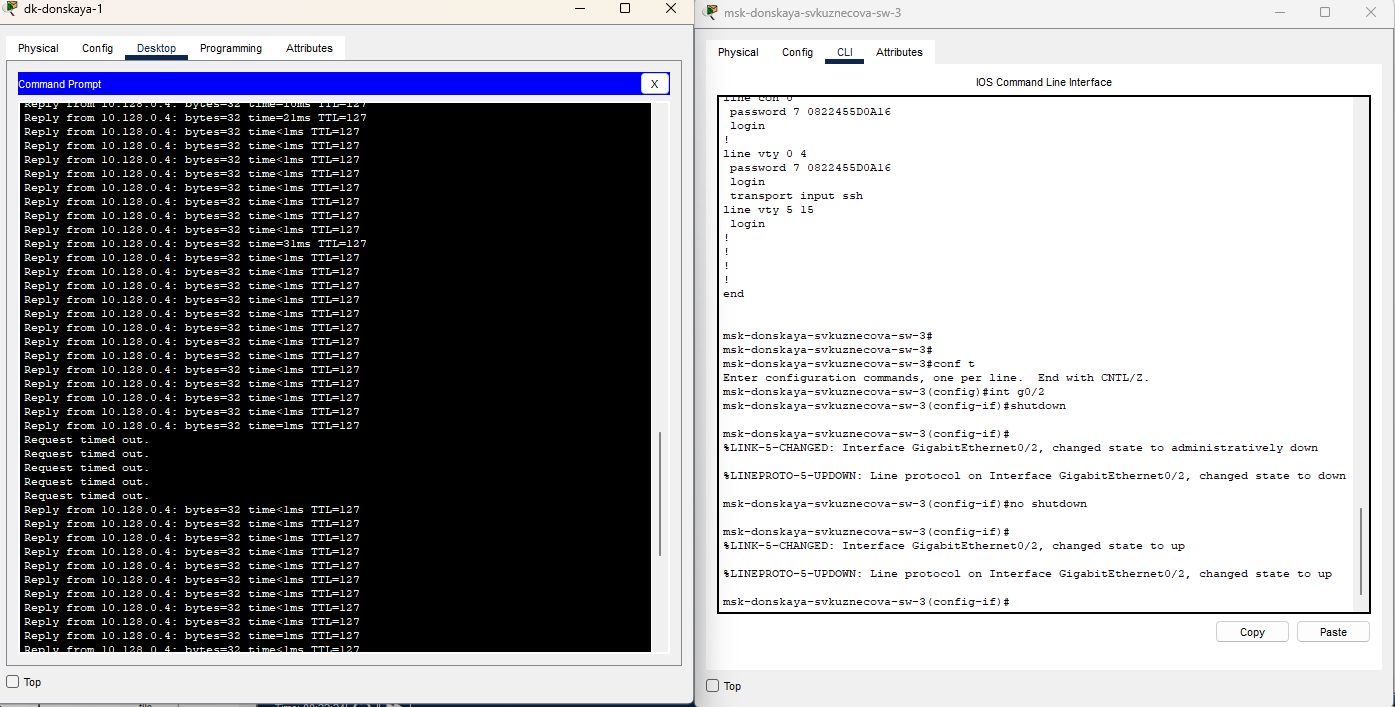 dk-donskaya-1
Physical Config Desktop Programming Attributes
Command Prompt
X
Reply from 10.128.0.4: bytes=32 time=10ms TTL=127
Reply from 10.128.0.4: bytes=32 time=21ms TTL=127
Reply from 10.128.0.4: bytes=32 time<1ms TTL=127
Reply from 10.128.0.4: bytes=32 time<1ms TTL=127
Reply from 10.128.0.4: bytes=32 time<1ms TTL=127
Reply from 10.128.0.4: bytes=32 time<1ms TTL=127
Reply from 10.128.0.4: bytes=32 time<1ms TTL=127
Reply from 10.128.0.4: bytes=32 time<1ms TTL=127
Reply from 10.128.0.4: bytes=32 time<1ms TTL=127
Reply from 10.128.0.4: bytes=32 time<1ms TTL=127
Reply from 10.128.0.4: bytes=32 time=31ms TTL=127
Reply from 10.128.0.4: bytes=32 time<1ms TTL=127
Reply from 10.128.0.4: bytes=32 time<1ms TTL=127
Reply from 10.128.0.4: bytes=32 time<1ms TTL=127
Reply from 10.128.0.4: bytes=32 time<1ms TTL=127
Reply from 10.128.0.4: bytes=32 time<1ms TTL=127
Reply from 10.128.0.4: bytes=32 time<1ms TTL=127
Reply from 10.128.0.4: bytes=32 time<1ms TTL=127
Reply from 10.128.0.4: bytes=32 time<1ms TTL=127
Reply from 10.128.0.4: bytes=32 time<1ms TTL=127
Reply from 10.128.0.4: bytes=32 time<1ms TTL=127
Reply from 10.128.0.4: bytes=32 time<1ms TTL=127
Reply from 10.128.0.4: bytes=32 time<1ms TTL=127
Reply from 10.128.0.4: bytes=32 time=1ms TTL=127
Request timed out.
Request timed out.
Request timed out.
Request timed out.
Request timed out.
Reply from 10.128.0.4: bytes=32 time<1ms TTL=127
Reply from 10.128.0.4: bytes=32 time<1ms TTL=127
Reply from 10.128.0.4: bytes=32 time<1ms TTL=127
Reply from 10.128.0.4: bytes=32 time<1ms TTL=127
Reply from 10.128.0.4: bytes=32 time<1ms TTL=127
Reply from 10.128.0.4: bytes=32 time<1ms TTL=127
Reply from 10.128.0.4: bytes=32 time<1ms TTL=127
Reply from 10.128.0.4: bytes=32 time<1ms TTL=127
Reply from 10.128.0.4: bytes=32 time<1ms TTL=127
Reply from 10.128.0.4: bytes=32 time=1ms TTL=127
Reply from 10.128.0.4: bytes=32 time<1ms TTL=127
Top
msk-donskaya-svkuznecova-sw-3
Physical Config CLI Attributes
IOS Command Line Interface
line con 0
password 7 0822455D0A16
login
!
line vty 0 4
password 7 0822455D0A16
login
transport input ssh
line vty 5 15
login
!
!
!
!
end
msk-donskaya-svkuznecova-sw-3#
msk-donskaya-svkuznecova-sw-3#
msk-donskaya-svkuznecova-sw-3#conf t
Enter configuration commands, one per line. End with CNTL/Z.
msk-donskaya-svkuznecova-sw-3(config)#int g0/2
msk-donskaya-svkuznecova-sw-3(config-if)#shutdown
msk-donskaya-svkuznecova-sw-3(config-if)#
%LINK-5-CHANGED: Interface GigabitEthernet0/2, changed state to administratively down
%LINEPROTO-5-UPDOWN: Line protocol on Interface GigabitEthernet0/2, changed state to down
msk-donskaya-svkuznecova-sw-3(config-if)#no shutdown
msk-donskaya-svkuznecova-sw-3(config-if)#
%LINK-5-CHANGED: Interface GigabitEthernet0/2, changed state to up
%LINEPROTO-5-UPDOWN: Line protocol on Interface GigabitEthernet0/2, changed state to up
msk-donskaya-svkuznecova-sw-3(config-if)#
Copy Paste
Top